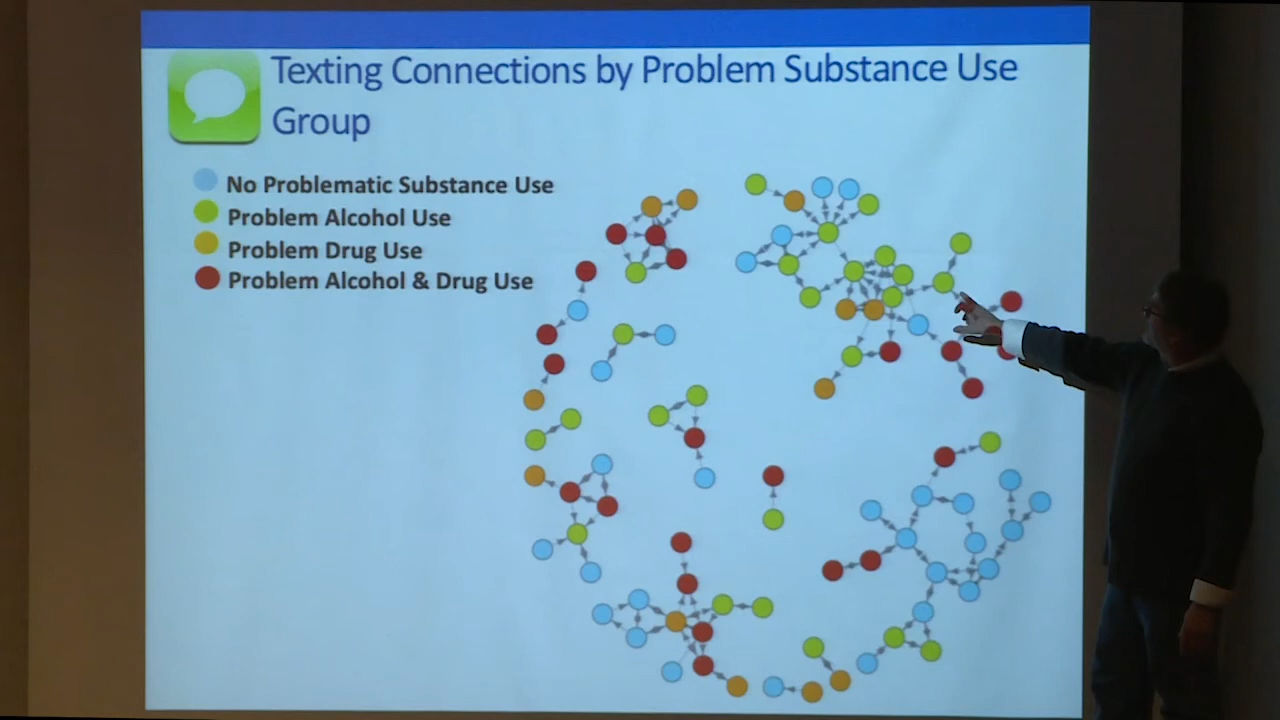 Texting Connections by Problem Substance Use
Group
No Problematic Substance Use
Problem Alcohol Use
Problem Drug Use
Problem Alcohol & Drug Use